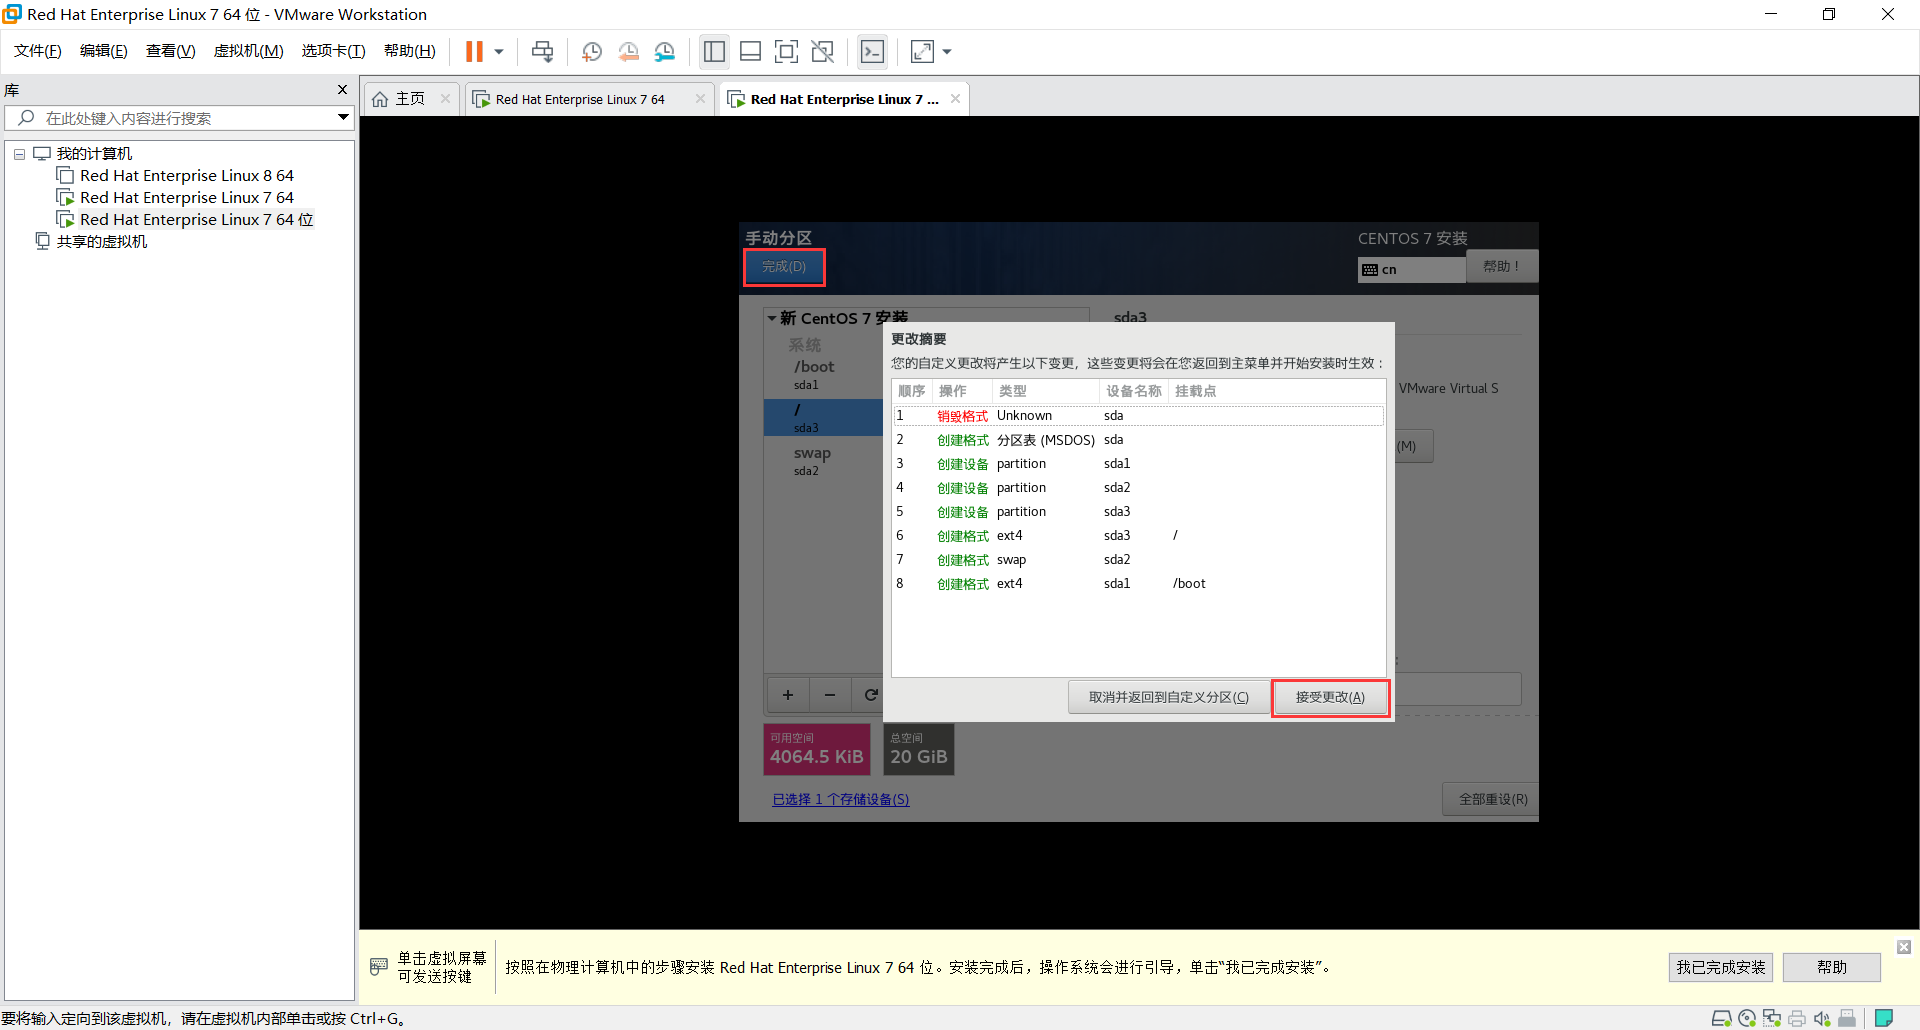 Red Hat Enterprise Linux 7 64 位 - VMware Workstation
文件(F) 编辑(E) 查看(V) 虚拟机(M) 选项卡(T) 帮助(H)
库
在此处键入内容进行搜索
我的计算机
Red Hat Enterprise Linux 8 64
Red Hat Enterprise Linux 7 64
Red Hat Enterprise Linux 7 64 位
共享的虚拟机
主页
Red Hat Enterprise Linux 7 64
Red Hat Enterprise Linux 7 ...
手动分区
完成(D)
CENTOS 7 安装
cn
帮助！
新 CentOS 7 安装
系统
/boot
sda1
/
sda3
swap
sda2
sda3
VMware Virtual S
(M)
更改摘要
您的自定义更改将产生以下变更，这些变更将会在您返回到主菜单并开始安装时生效：
顺序 操作 类型 设备名称 挂载点
1 销毁格式 Unknown sda
2 创建格式 分区表 (MSDOS) sda
3 创建设备 partition sda1
4 创建设备 partition sda2
5 创建设备 partition sda3
6 创建格式 ext4 sda3 /
7 创建格式 swap sda2
8 创建格式 ext4 sda1 /boot
取消并返回到自定义分区(C)
接受更改(A)
可用空间
4064.5 KiB
总空间
20 GiB
已选择 1 个存储设备(S)
全部重设(R)
单击虚拟屏幕
可发送按键
按照在物理计算机中的步骤安装 Red Hat Enterprise Linux 7 64 位。安装完成后，操作系统会进行引导，单击“我已完成安装”。
我已完成安装
帮助
要将输入定向到该虚拟机，请在虚拟机内部单击或按 Ctrl+G。